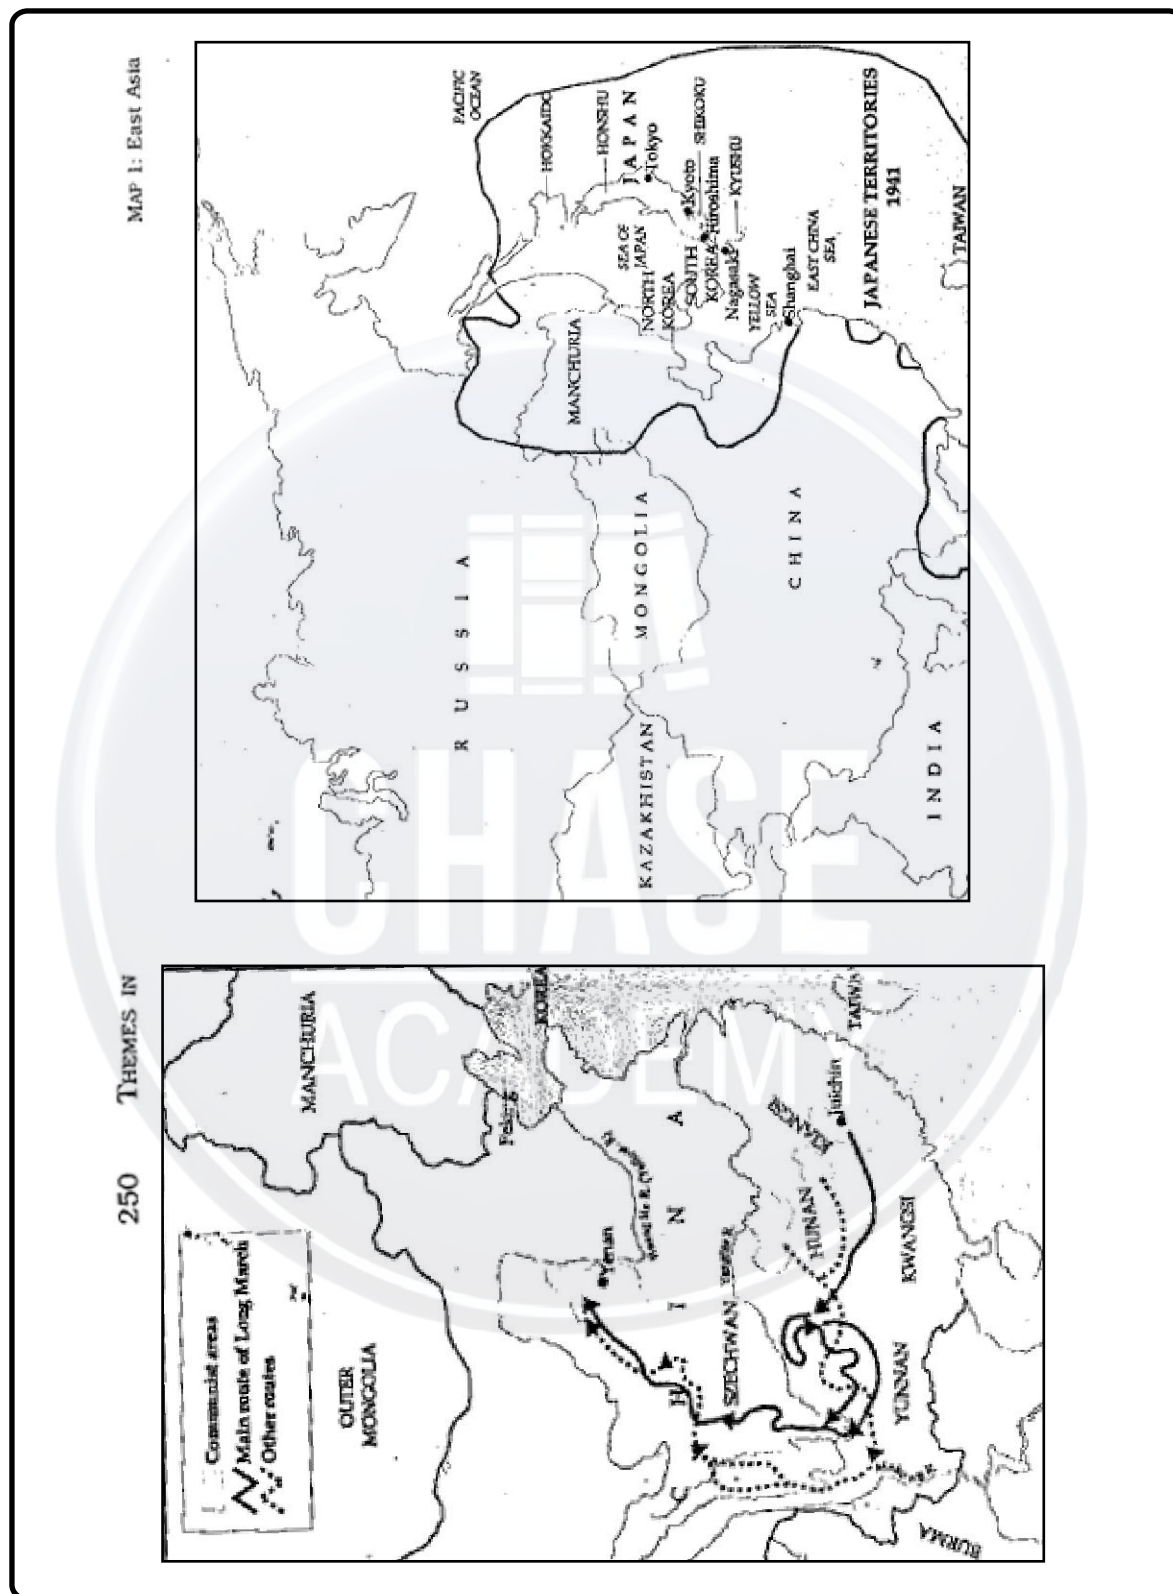 MAP 1: East Asia
PACIFIC
OCEAN
HOKKAIDO
HONSHU
JAPAN
Tokyo
SHIKOKU
Kyoto
Hiroshima
KYUSHU
SEA OF
JAPAN
NORTH
KOREA
SOUTH
KOREA
Nagasaki
YELLOW
SEA
Shanghai
EAST CHINA
SEA
JAPANESE TERRITORIES
1941
TAIWAN
MANCHURIA
RUSSIA
MONGOLIA
CHINA
KAZAKHISTAN
INDIA
250 THEMES IN
Communist areas
Main route of Long March
Other routes
MANCHURIA
OUTER
MONGOLIA
KOREA
Yenan
CHINA
SZECHWAN
HUNAN
KIANGSI
Juichin
KWANGSI
YUNNAN
BURMA
CHASE
ACADEMY